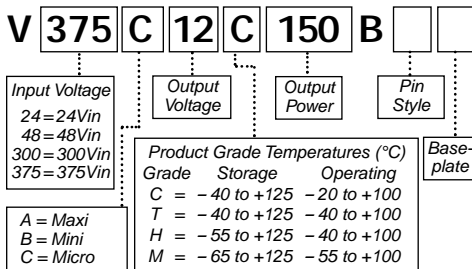 V 375 C 12 C 150 B
Input Voltage
24 = 24Vin
48 = 48Vin
300 = 300Vin
375 = 375Vin
Output
Voltage
Output
Power
Pin
Style
Base-
plate
Product Grade Temperatures (°C)
Grade Storage Operating
C = – 40 to +125 – 20 to +100
T = – 40 to +125 – 40 to +100
H = – 55 to +125 – 40 to +100
M = – 65 to +125 – 55 to +100
A = Maxi
B = Mini
C = Micro